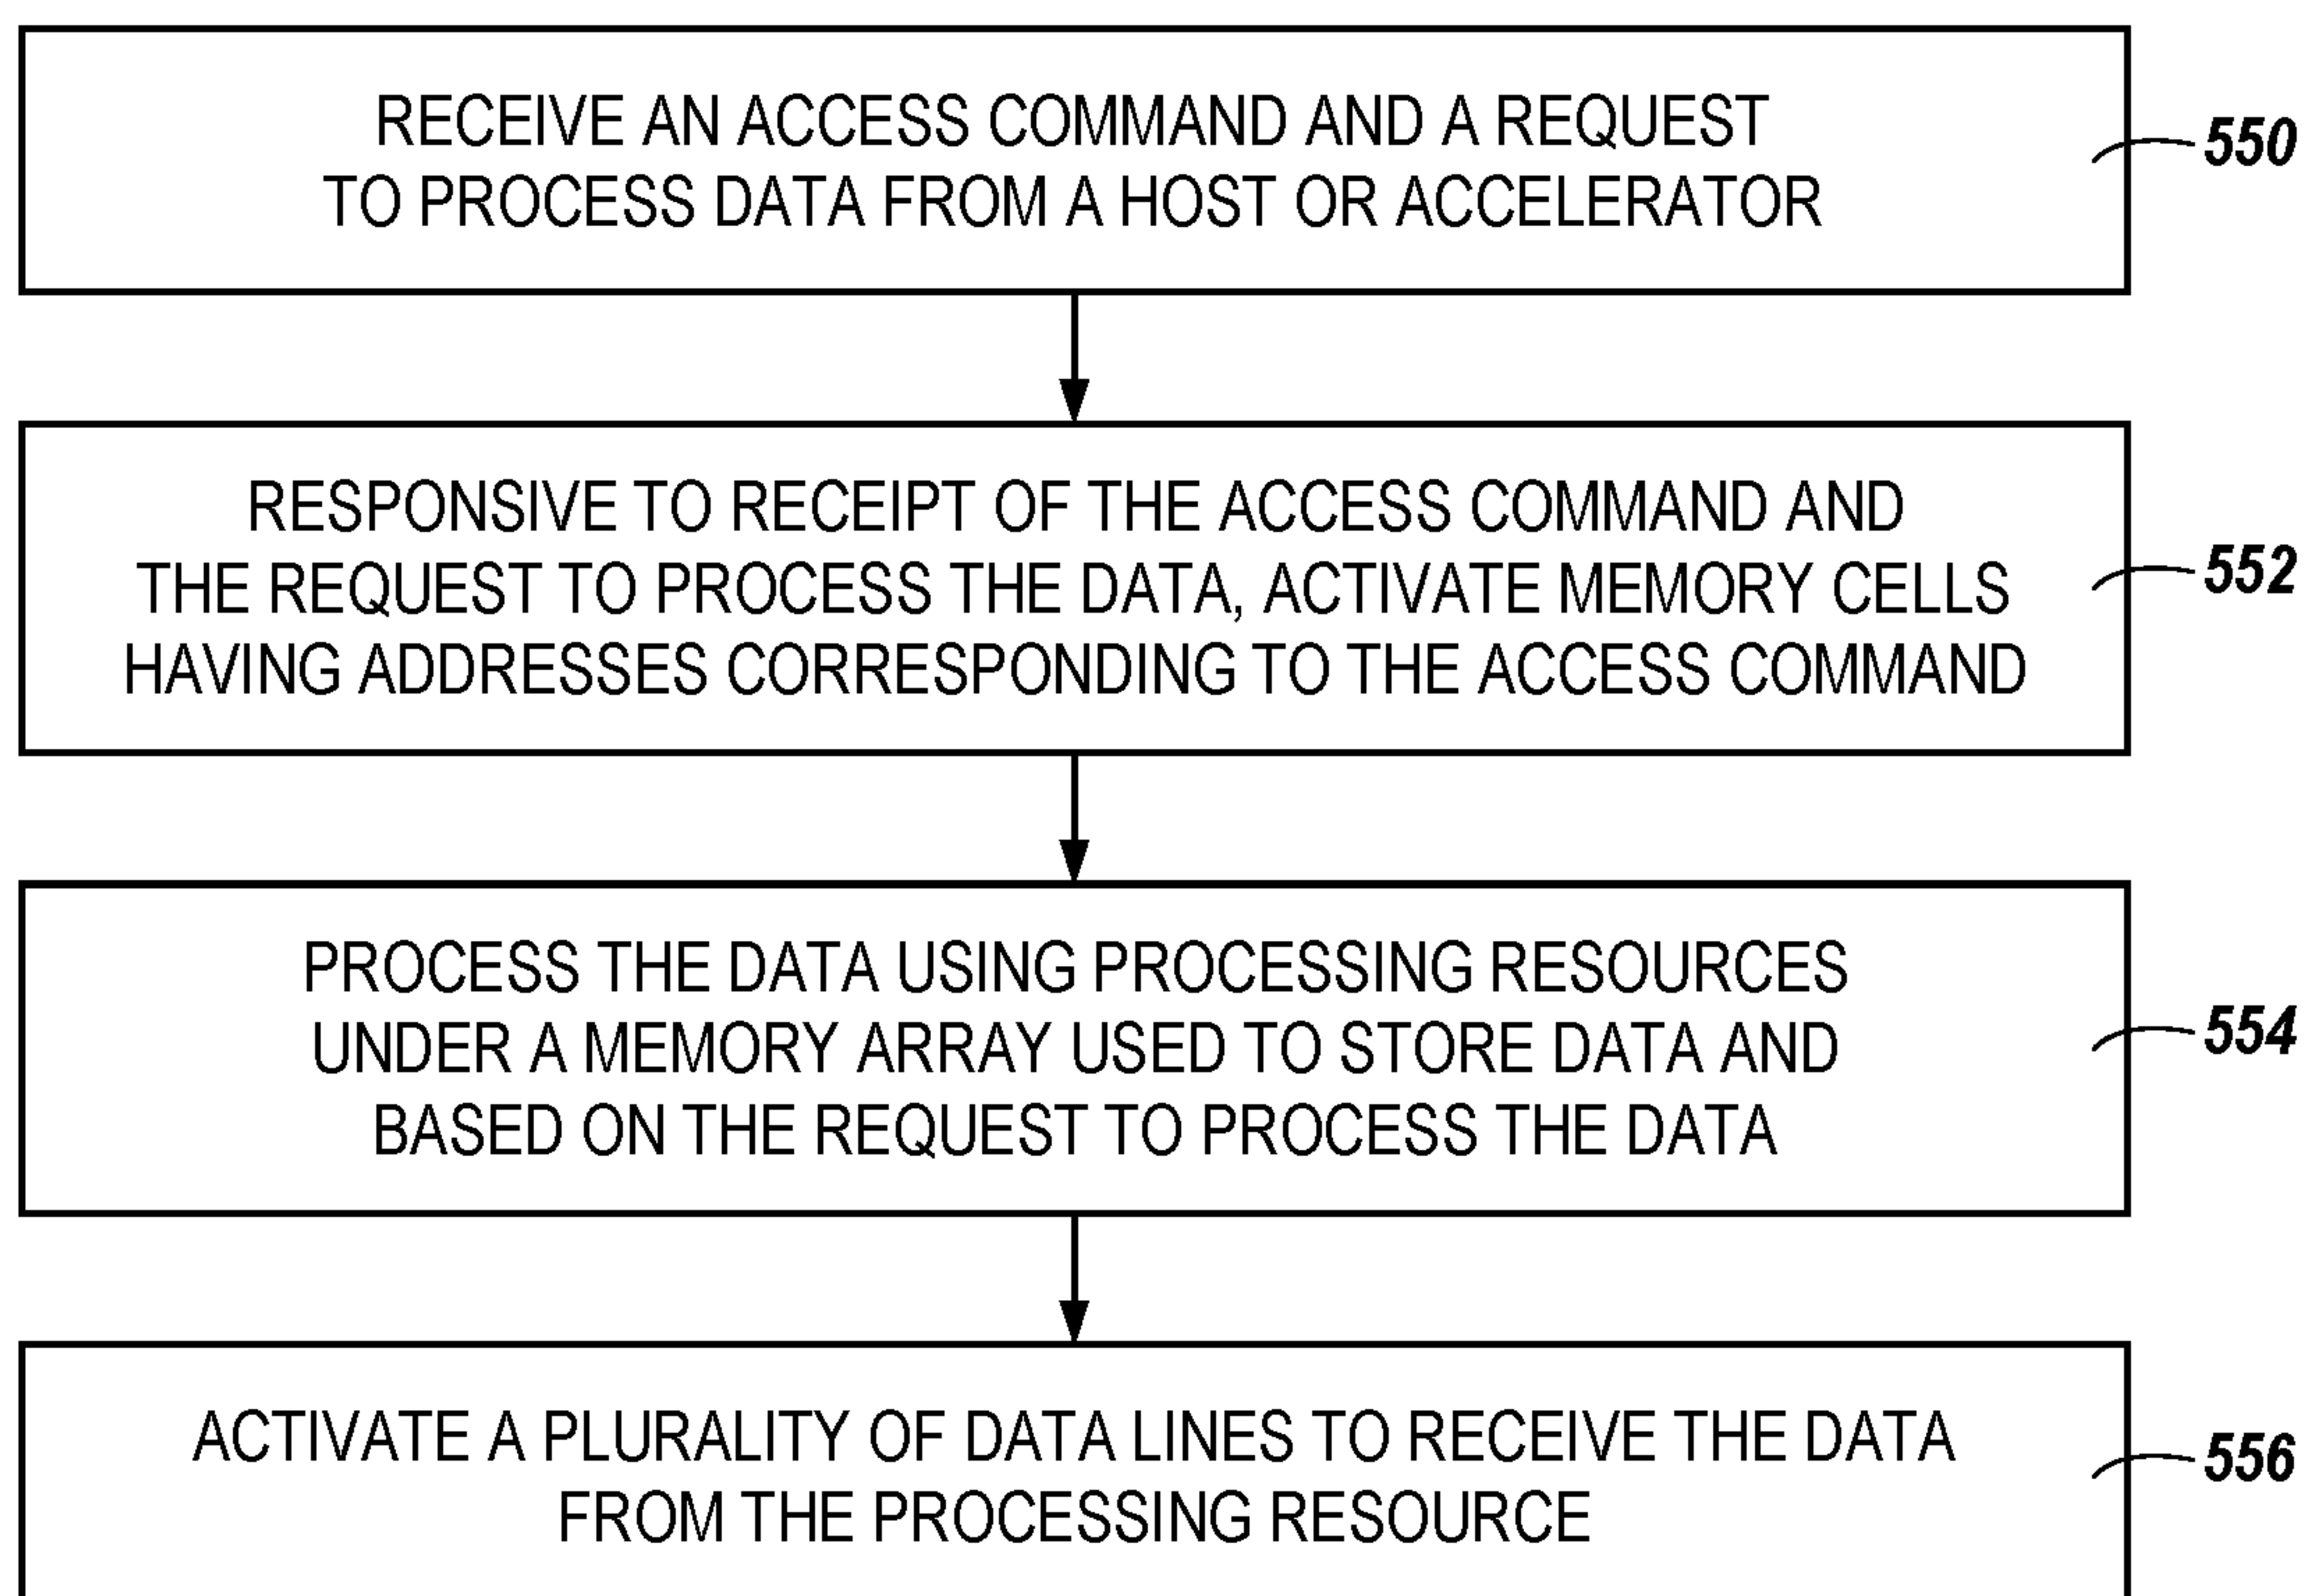 RECEIVE AN ACCESS COMMAND AND A REQUEST
TO PROCESS DATA FROM A HOST OR ACCELERATOR
550
RESPONSIVE TO RECEIPT OF THE ACCESS COMMAND AND
THE REQUEST TO PROCESS THE DATA, ACTIVATE MEMORY CELLS
HAVING ADDRESSES CORRESPONDING TO THE ACCESS COMMAND
552
PROCESS THE DATA USING PROCESSING RESOURCES
UNDER A MEMORY ARRAY USED TO STORE DATA AND
BASED ON THE REQUEST TO PROCESS THE DATA
554
ACTIVATE A PLURALITY OF DATA LINES TO RECEIVE THE DATA
FROM THE PROCESSING RESOURCE
556